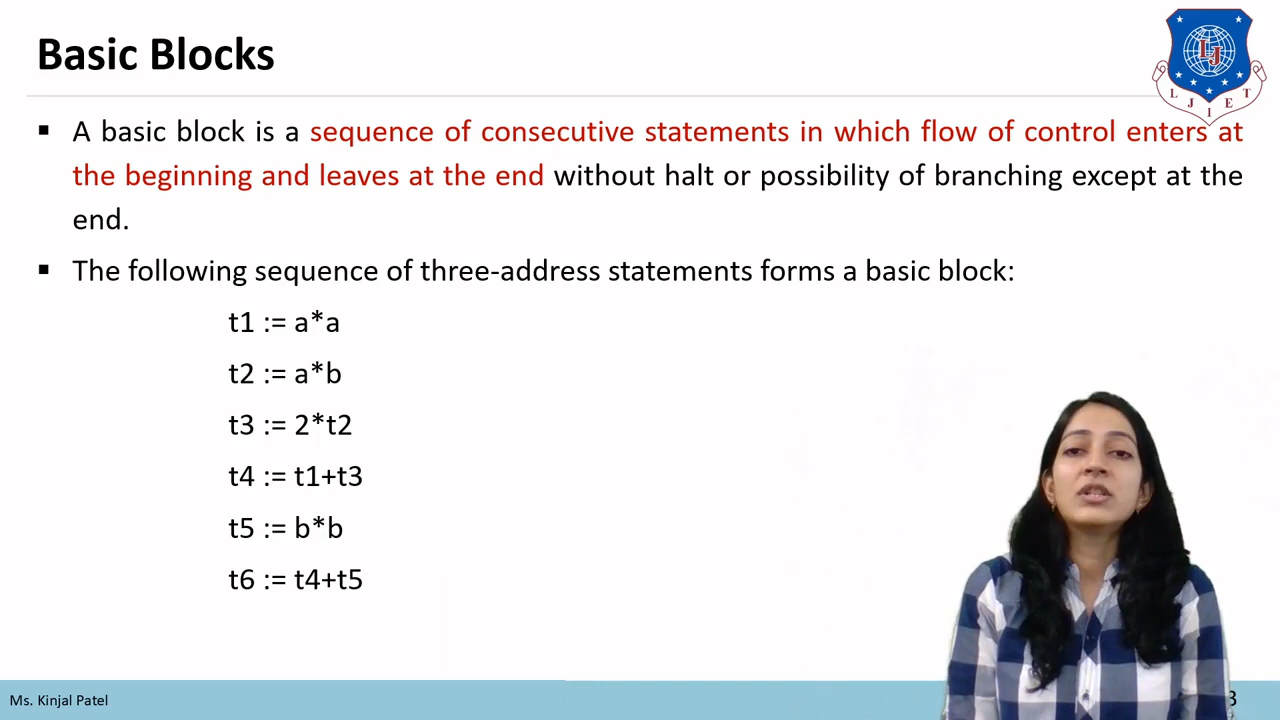 Basic Blocks
LJ
LJIET
▪ A basic block is a sequence of consecutive statements in which flow of control enters at
the beginning and leaves at the end without halt or possibility of branching except at the
end.
▪ The following sequence of three-address statements forms a basic block:
t1 := a*a
t2 := a*b
t3 := 2*t2
t4 := t1+t3
t5 := b*b
t6 := t4+t5
Ms. Kinjal Patel
3